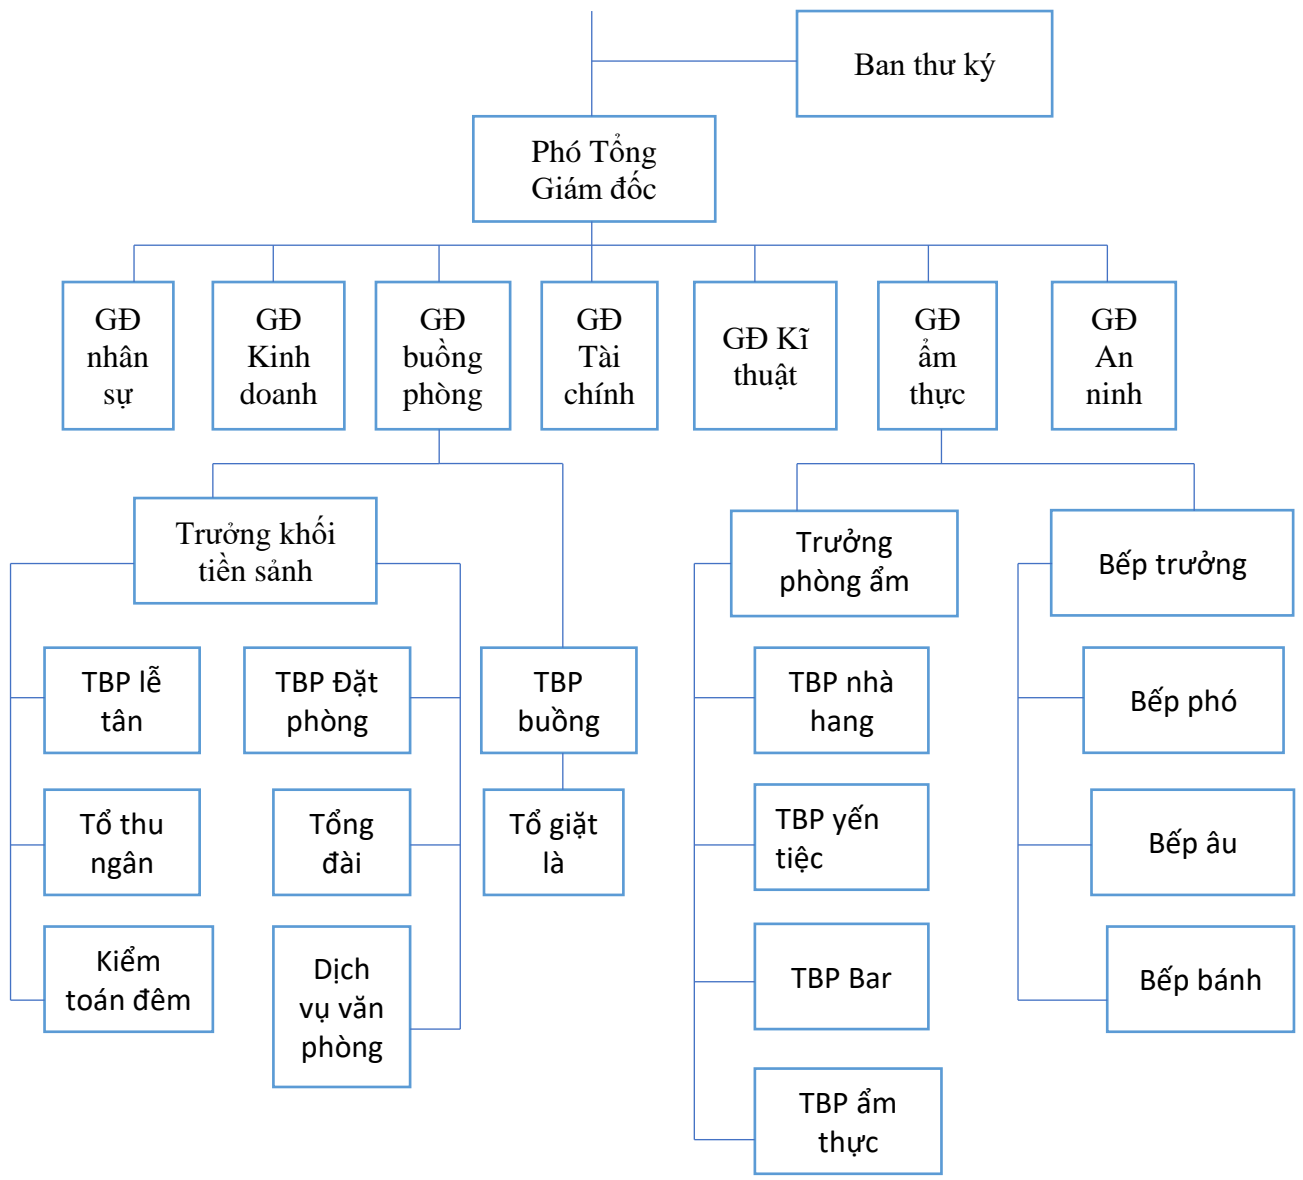 Ban thư ký
Phó Tổng
Giám đốc
GĐ
nhân
sự
GĐ
Kinh
doanh
GĐ
buồng
phòng
GĐ
Tài
chính
GĐ Kĩ
thuật
GĐ
ẩm
thực
GĐ
An
ninh
Trưởng khối
tiền sảnh
Trưởng
phòng ẩm
Bếp trưởng
TBP lễ
tân
TBP Đặt
phòng
TBP
buồng
TBP nhà
hang
Bếp phó
Tổ thu
ngân
Tổng
đài
Tổ giặt
là
TBP yến
tiệc
Bếp âu
Kiểm
toán đêm
Dịch
vụ văn
phòng
TBP Bar
Bếp bánh
TBP ẩm
thực